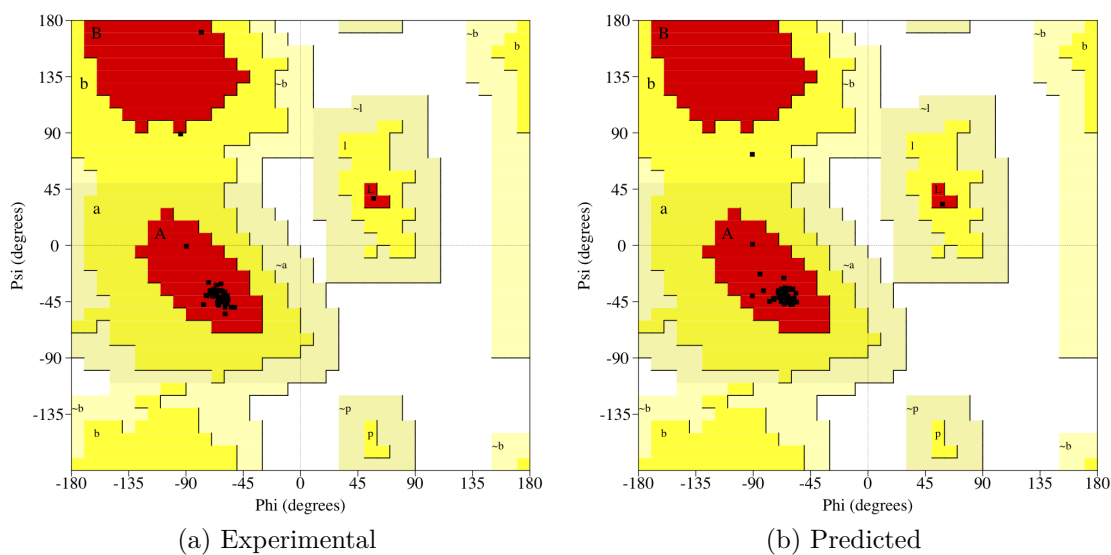 180
135
90
45
0
-45
-90
-135
-180 -135 -90 -45 0 45 90 135 180
Psi (degrees)
Phi (degrees)
B
b
~b
~b
b
~l
l
L
a
A
~a
~b
b
~p
p
~b
(a) Experimental
180
135
90
45
0
-45
-90
-135
-180 -135 -90 -45 0 45 90 135 180
Psi (degrees)
Phi (degrees)
B
b
~b
~b
b
~l
l
L
a
A
~a
~b
b
~p
p
~b
(b) Predicted